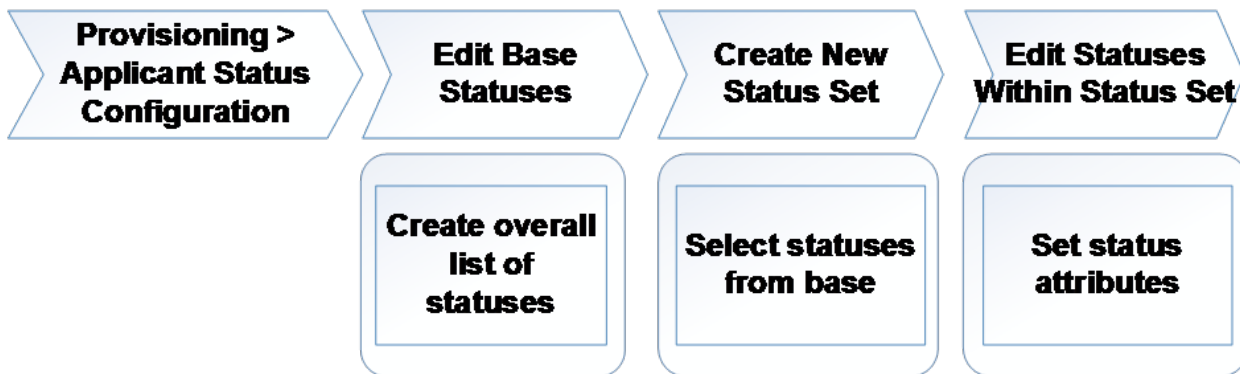 Provisioning >
Applicant Status
Configuration
Edit Base
Statuses
Create New
Status Set
Edit Statuses
Within Status Set
Create overall
list of
statuses
Select statuses
from base
Set status
attributes